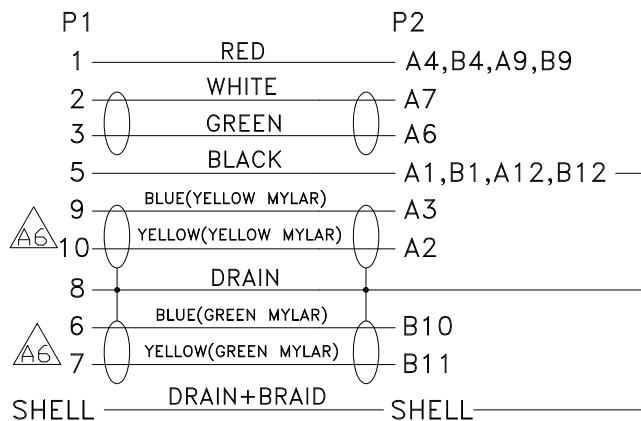 P1 P2
1 RED A4,B4,A9,B9
2 WHITE A7
3 GREEN A6
5 BLACK A1,B1,A12,B12
9 BLUE(YELLOW MYLAR) A3
A6 10 YELLOW(YELLOW MYLAR) A2
8 DRAIN
6 BLUE(GREEN MYLAR) B10
A6 7 YELLOW(GREEN MYLAR) B11
SHELL DRAIN+BRAID SHELL